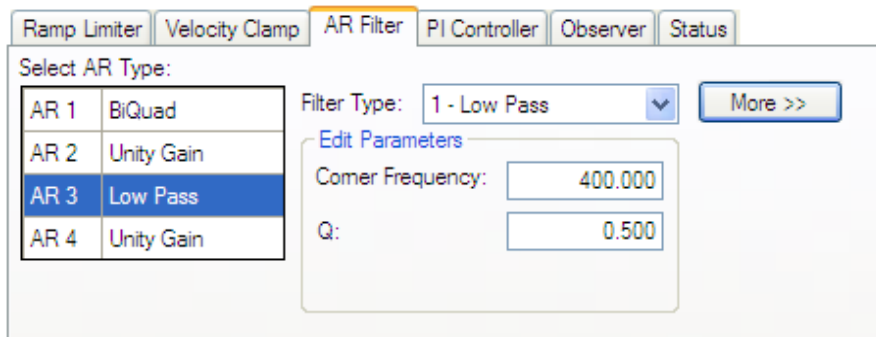 Ramp Limiter Velocity Clamp AR Filter PI Controller Observer Status
Select AR Type:
AR 1 BiQuad
AR 2 Unity Gain
AR 3 Low Pass
AR 4 Unity Gain
Filter Type: 1 - Low Pass More >>
Edit Parameters
Corner Frequency: 400.000
Q: 0.500